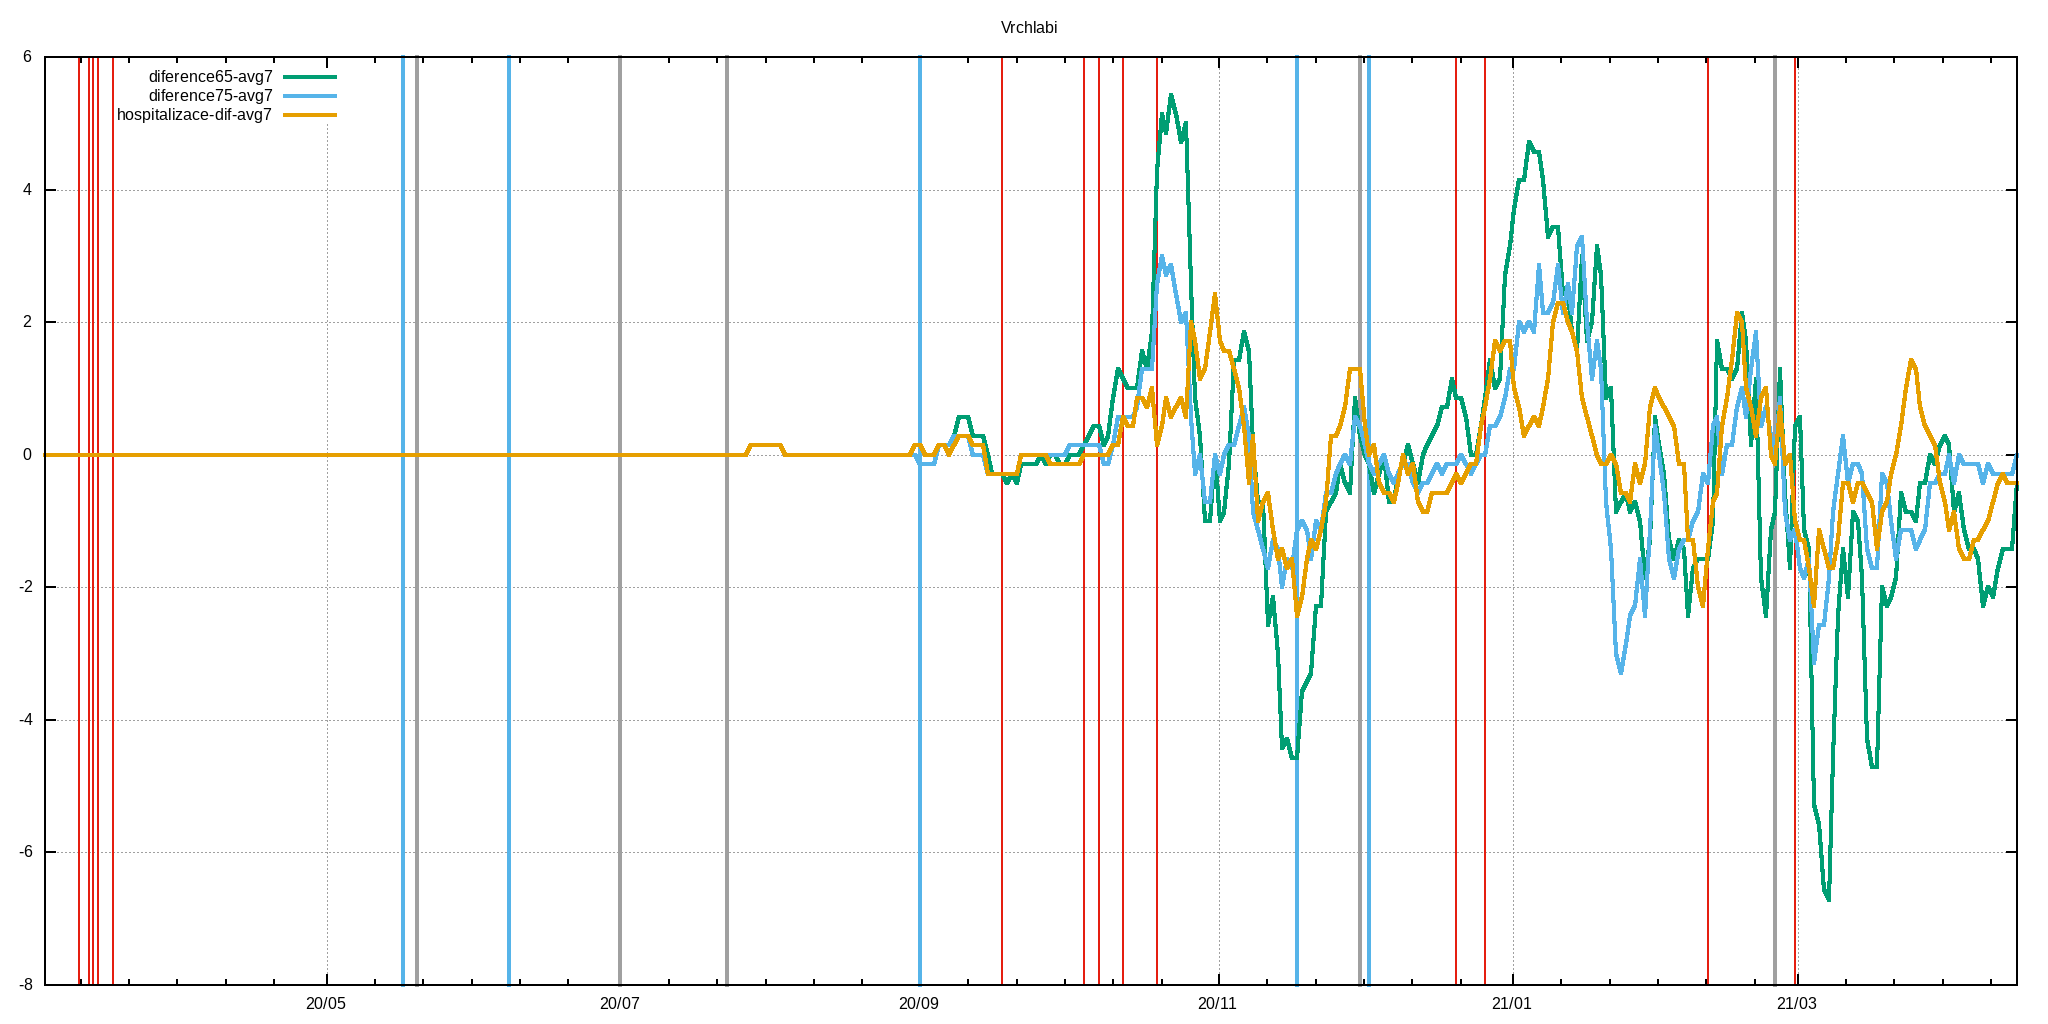 Vrchlabi
diference65-avg7
diference75-avg7
hospitalizace-dif-avg7
6
4
2
0
-2
-4
-6
-8
20/05 20/07 20/09 20/11 21/01 21/03